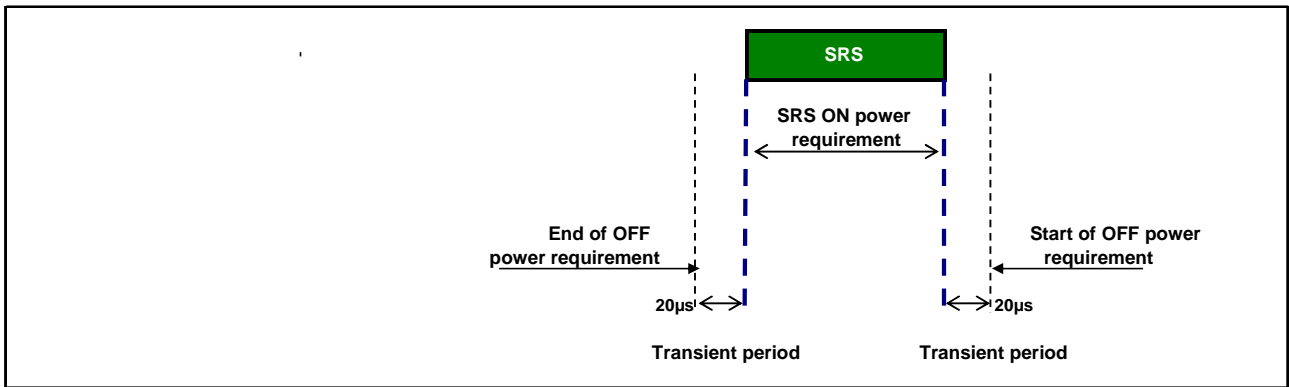 SRS
SRS ON power
requirement
End of OFF
power requirement
Start of OFF power
requirement
20µs
20µs
Transient period
Transient period